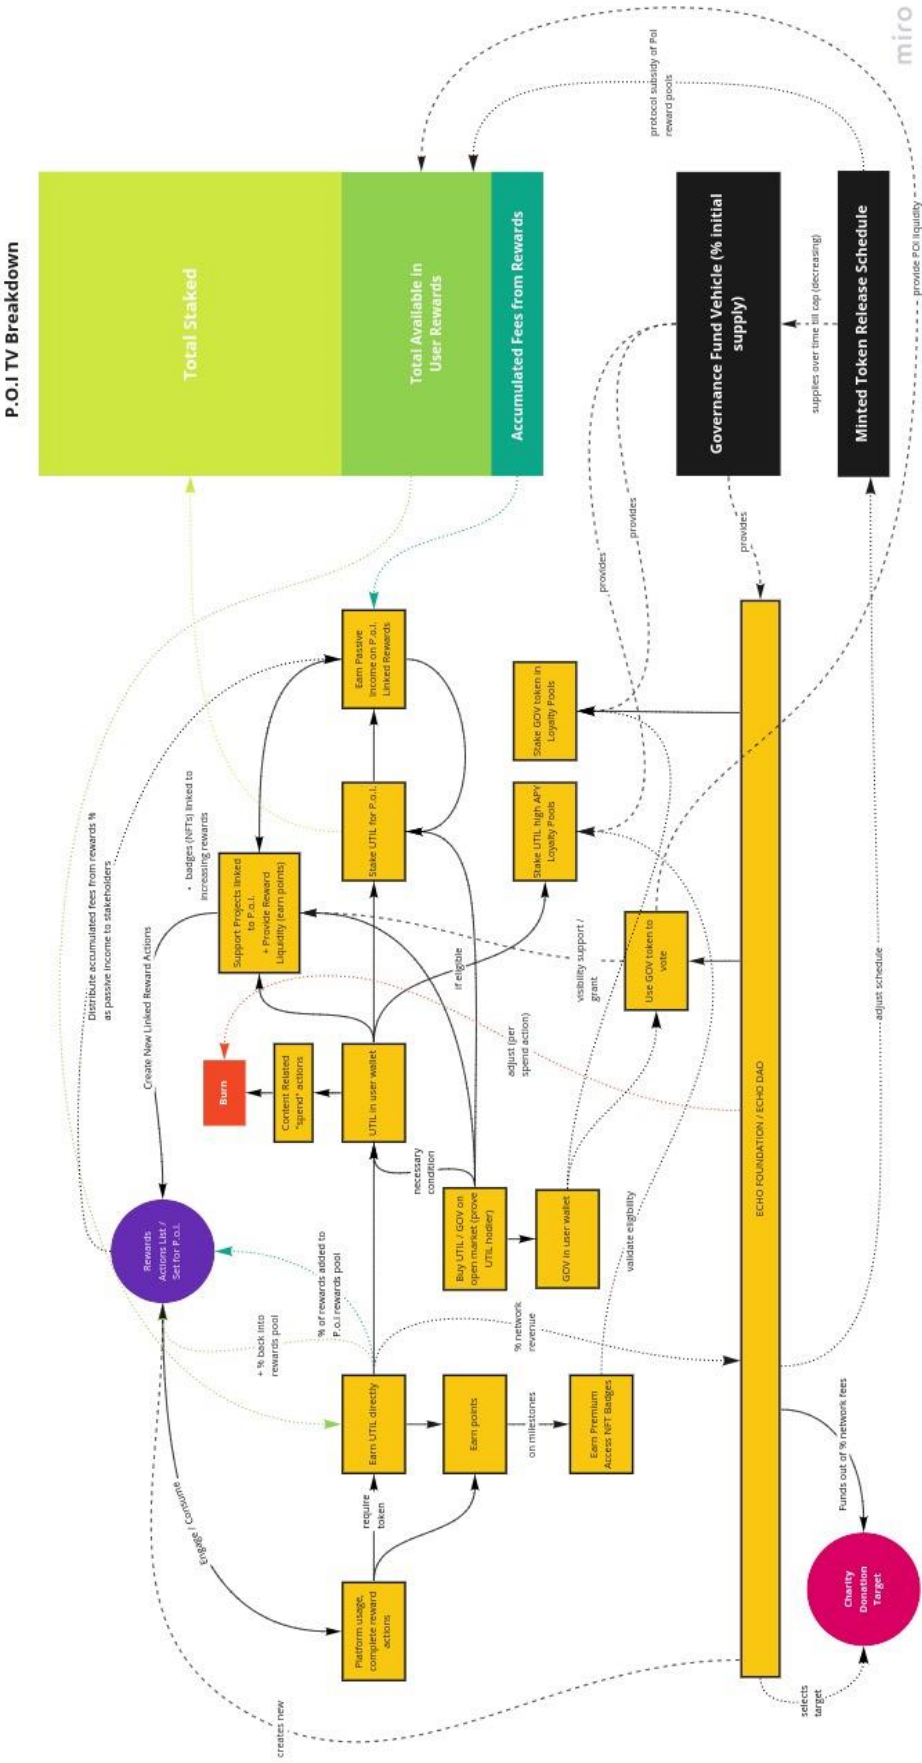 P.O.I TV Breakdown
Total Staked
Total Available in
User Rewards
Accumulated Fees from Rewards
Governance Fund Vehicle (% initial
supply)
supplies over time till cap (decreasing)
Minted Token Release Schedule
protocol subsidy of PoI
reward pools
provide POI liquidity
miro
Distribute accumulated fees from rewards %
as passive income to stakeholders
Create New Linked Reward Actions
• badges (NFTs) linked to
increasing rewards
Earn Passive
income on P.o.I.
Linked Rewards
Support Projects linked
to P.o.I.
+ Provide Reward
Liquidity (earn points)
Stake UTIL for P.o.I.
Stake GOV token in
Loyalty Pools
Stake UTIL high APY
Loyalty Pools
provides
provides
provides
if eligible
visibility support /
grant
Use GOV token to
vote
Burn
Content Related
"spend" actions
UTIL in user wallet
adjust (per
spend action)
necessary
condition
Buy UTIL / GOV on
open market (prove
UTIL hodler)
GOV in user wallet
validate eligibility
Rewards
Actions List /
Set for P.o.I.
+ % back into
rewards pool
% of rewards added to
P.o.I rewards pool
% network
revenue
Earn UTIL directly
Earn points
on milestones
Earn Premium
Access NFT Badges
Engage / Consume
require
token
Platform usage,
complete reward
actions
creates new
ECHO FOUNDATION / ECHO DAO
adjust schedule
Funds out of % network fees
Charity
Donation
Target
selects
target